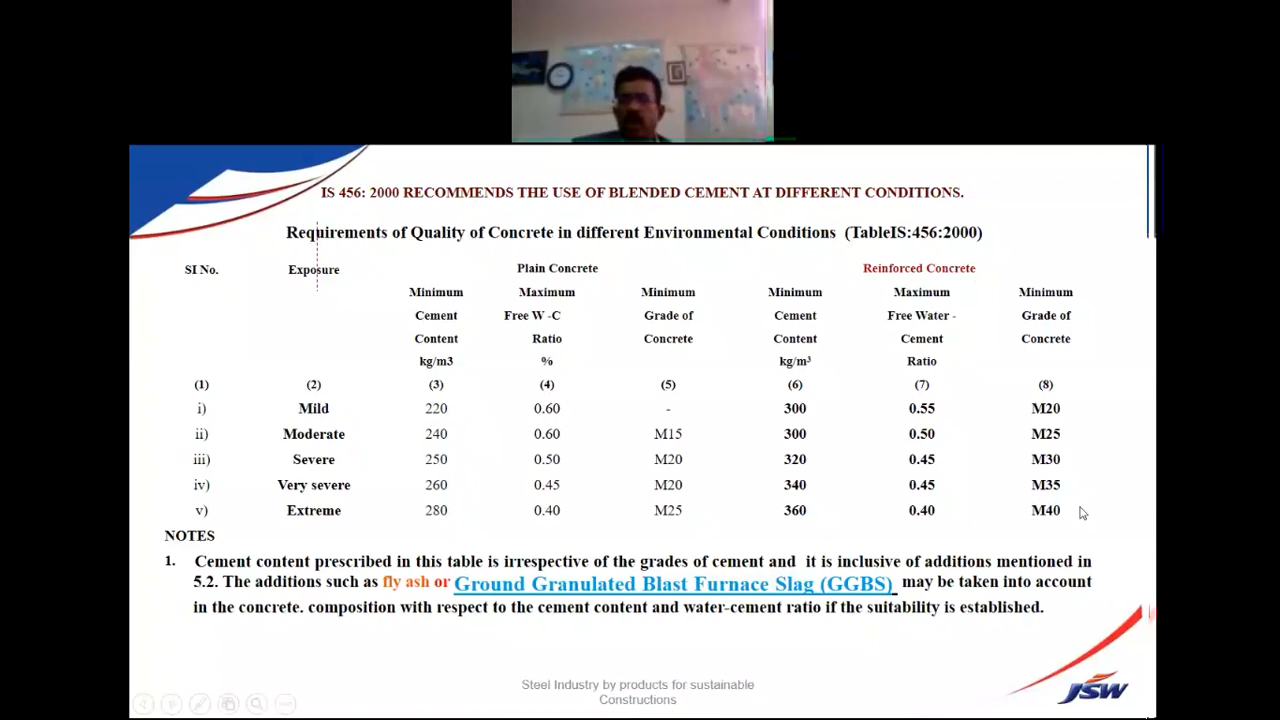 IS 456: 2000 RECOMMENDS THE USE OF BLENDED CEMENT AT DIFFERENT CONDITIONS.
Requirements of Quality of Concrete in different Environmental Conditions (TableIS:456:2000)
SI No. Exposure Plain Concrete Reinforced Concrete
Minimum Maximum Minimum Minimum Maximum Minimum
Cement Free W -C Grade of Cement Free Water - Grade of
Content Ratio Concrete Content Cement Concrete
kg/m3 % kg/m³ Ratio
(1) (2) (3) (4) (5) (6) (7) (8)
i) Mild 220 0.60 - 300 0.55 M20
ii) Moderate 240 0.60 M15 300 0.50 M25
iii) Severe 250 0.50 M20 320 0.45 M30
iv) Very severe 260 0.45 M20 340 0.45 M35
v) Extreme 280 0.40 M25 360 0.40 M40
NOTES
1. Cement content prescribed in this table is irrespective of the grades of cement and it is inclusive of additions mentioned in
5.2. The additions such as fly ash or Ground Granulated Blast Furnace Slag (GGBS) may be taken into account
in the concrete. composition with respect to the cement content and water-cement ratio if the suitability is established.
Steel Industry by products for sustainable
Constructions
JSW